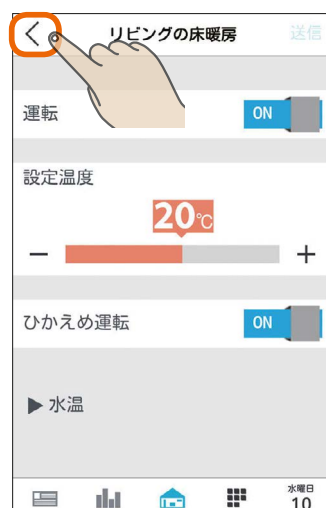 リビングの床暖房 送信
運転 ON
設定温度
20℃
− +
ひかえめ運転 ON
▶水温
水曜日
10